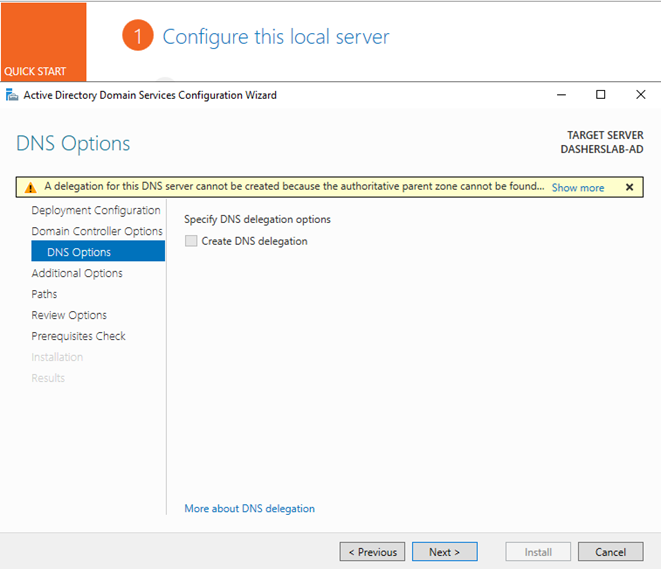 1
Configure this local server
QUICK START
Active Directory Domain Services Configuration Wizard
DNS Options
TARGET SERVER
DASHERSLAB-AD
A delegation for this DNS server cannot be created because the authoritative parent zone cannot be found... Show more
Deployment Configuration
Domain Controller Options
DNS Options
Additional Options
Paths
Review Options
Prerequisites Check
Installation
Results
Specify DNS delegation options
Create DNS delegation
More about DNS delegation
< Previous
Next >
Install
Cancel